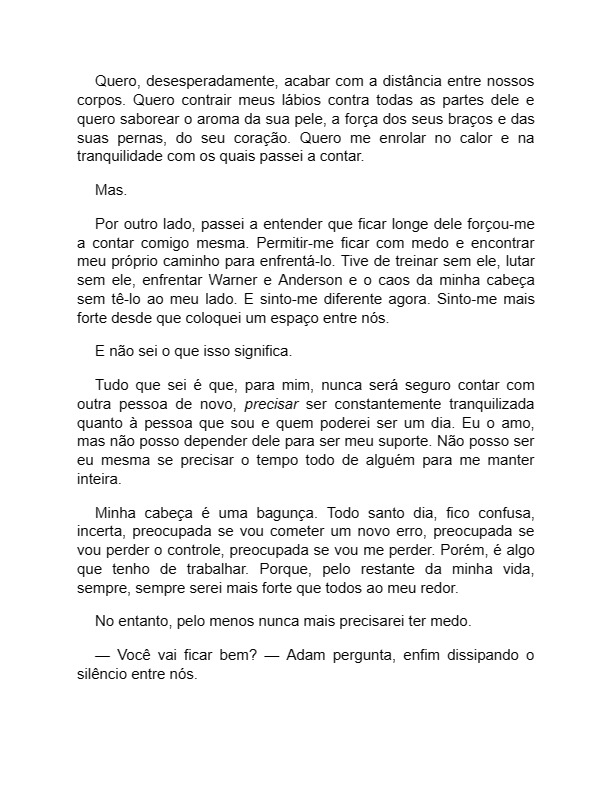 Quero, desesperadamente, acabar com a distância entre nossos
corpos. Quero contrair meus lábios contra todas as partes dele e
quero saborear o aroma da sua pele, a força dos seus braços e das
suas pernas, do seu coração. Quero me enrolar no calor e na
tranquilidade com os quais passei a contar.
Mas.
Por outro lado, passei a entender que ficar longe dele forçou-me
a contar comigo mesma. Permitir-me ficar com medo e encontrar
meu próprio caminho para enfrentá-lo. Tive de treinar sem ele, lutar
sem ele, enfrentar Warner e Anderson e o caos da minha cabeça
sem tê-lo ao meu lado. E sinto-me diferente agora. Sinto-me mais
forte desde que coloquei um espaço entre nós.
E não sei o que isso significa.
Tudo que sei é que, para mim, nunca será seguro contar com
outra pessoa de novo, precisar ser constantemente tranquilizada
quanto à pessoa que sou e quem poderei ser um dia. Eu o amo,
mas não posso depender dele para ser meu suporte. Não posso ser
eu mesma se precisar o tempo todo de alguém para me manter
inteira.
Minha cabeça é uma bagunça. Todo santo dia, fico confusa,
incerta, preocupada se vou cometer um novo erro, preocupada se
vou perder o controle, preocupada se vou me perder. Porém, é algo
que tenho de trabalhar. Porque, pelo restante da minha vida,
sempre, sempre serei mais forte que todos ao meu redor.
No entanto, pelo menos nunca mais precisarei ter medo.
— Você vai ficar bem? — Adam pergunta, enfim dissipando o
silêncio entre nós.